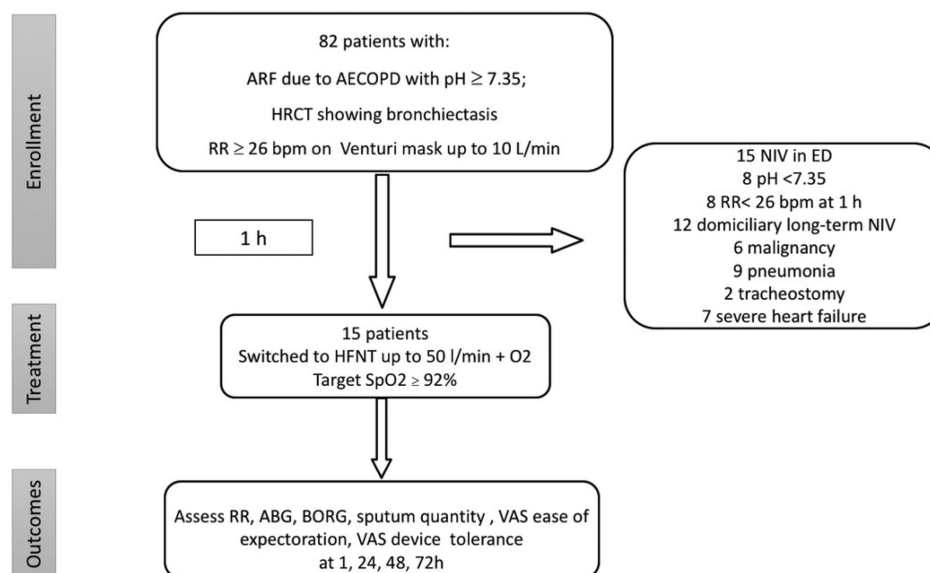 Enrollment
82 patients with:
ARF due to AECOPD with pH ≥ 7.35;
HRCT showing bronchiectasis
RR ≥ 26 bpm on Venturi mask up to 10 L/min
1 h
15 NIV in ED
8 pH <7.35
8 RR< 26 bpm at 1 h
12 domiciliary long-term NIV
6 malignancy
9 pneumonia
2 tracheostomy
7 severe heart failure
Treatment
15 patients
Switched to HFNT up to 50 l/min + O2
Target SpO2 ≥ 92%
Outcomes
Assess RR, ABG, BORG, sputum quantity , VAS ease of
expectoration, VAS device tolerance
at 1, 24, 48, 72h